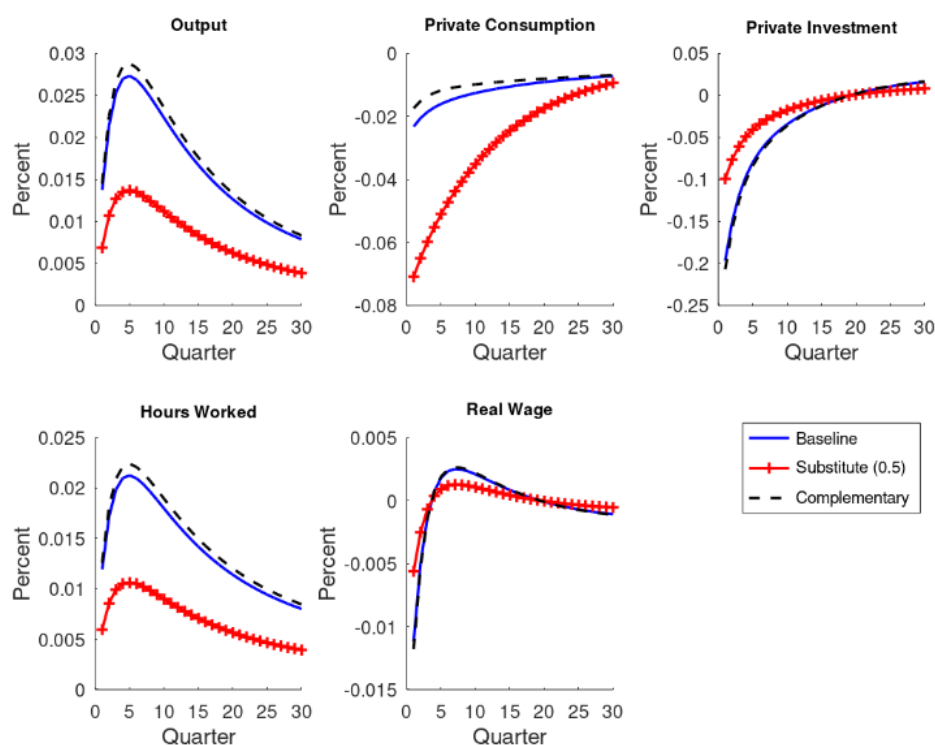 Output
Percent
0.03
0.025
0.02
0.015
0.01
0.005
0
0 5 10 15 20 25 30
Quarter
Private Consumption
Percent
0
-0.02
-0.04
-0.06
-0.08
0 5 10 15 20 25 30
Quarter
Private Investment
Percent
0.05
0
-0.05
-0.1
-0.15
-0.2
-0.25
0 5 10 15 20 25 30
Quarter
Hours Worked
Percent
0.025
0.02
0.015
0.01
0.005
0
0 5 10 15 20 25 30
Quarter
Real Wage
Percent
0.005
0
-0.005
-0.01
-0.015
0 5 10 15 20 25 30
Quarter
Baseline
Substitute (0.5)
Complementary